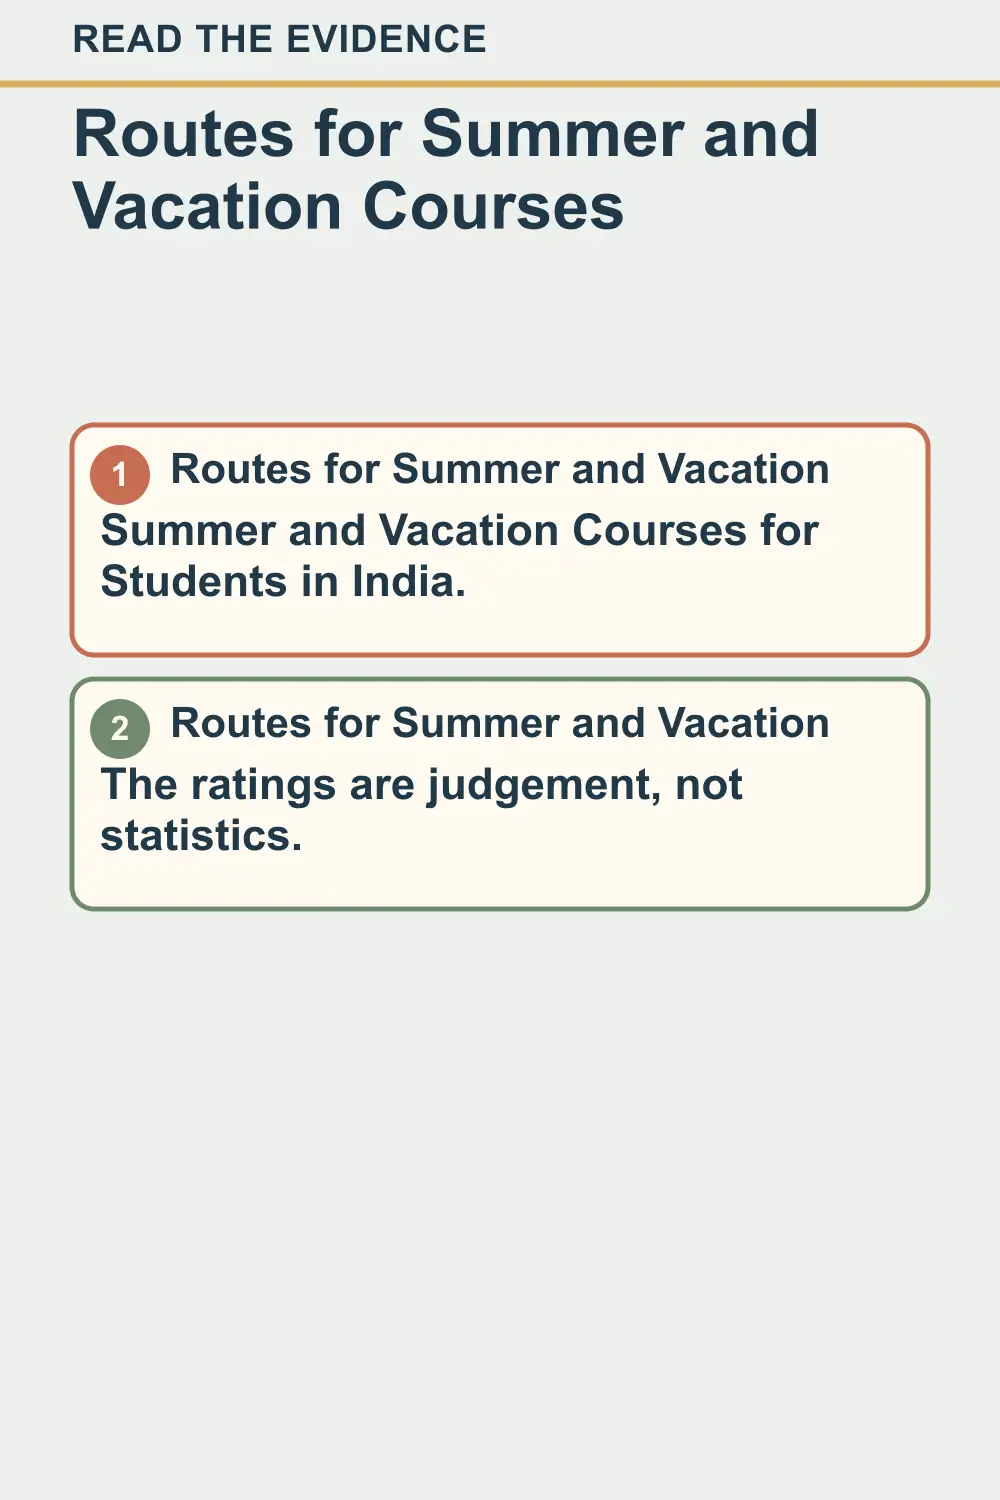 READ THE EVIDENCE
Routes for Summer and
Vacation Courses
1 Routes for Summer and Vacation
Summer and Vacation Courses for
Students in India.
2 Routes for Summer and Vacation
The ratings are judgement, not
statistics.